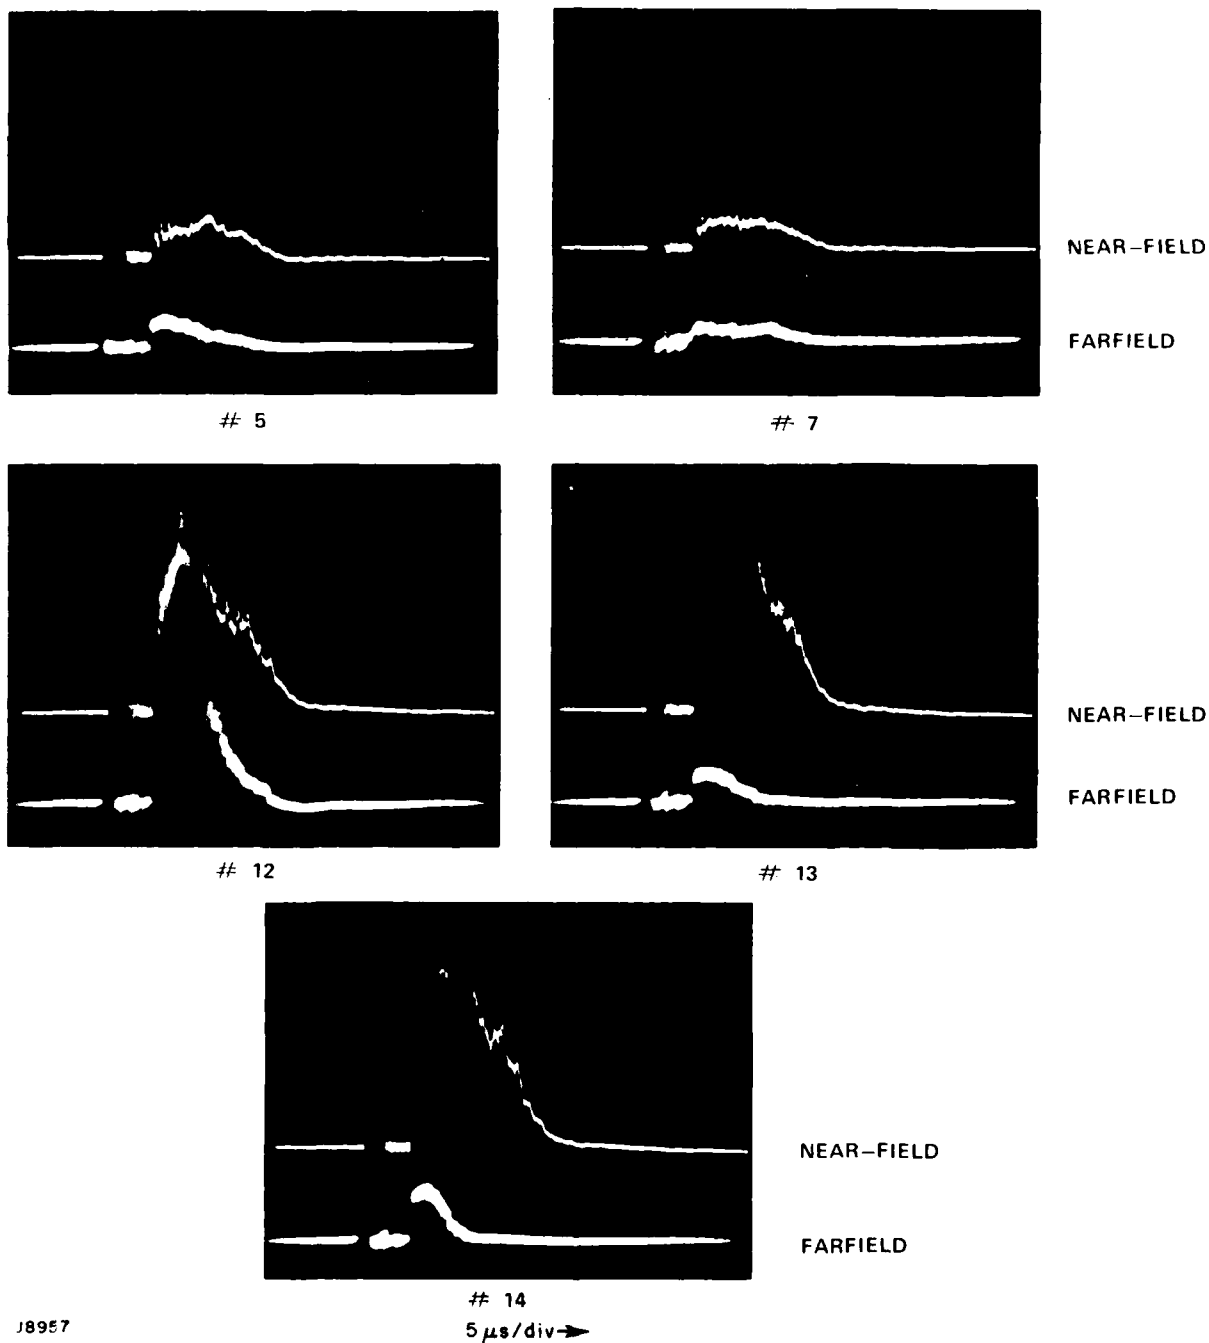 NEAR-FIELD
FARFIELD
# 5
# 7
NEAR-FIELD
FARFIELD
# 12
# 13
NEAR-FIELD
FARFIELD
# 14
J8957
5 μs/div→